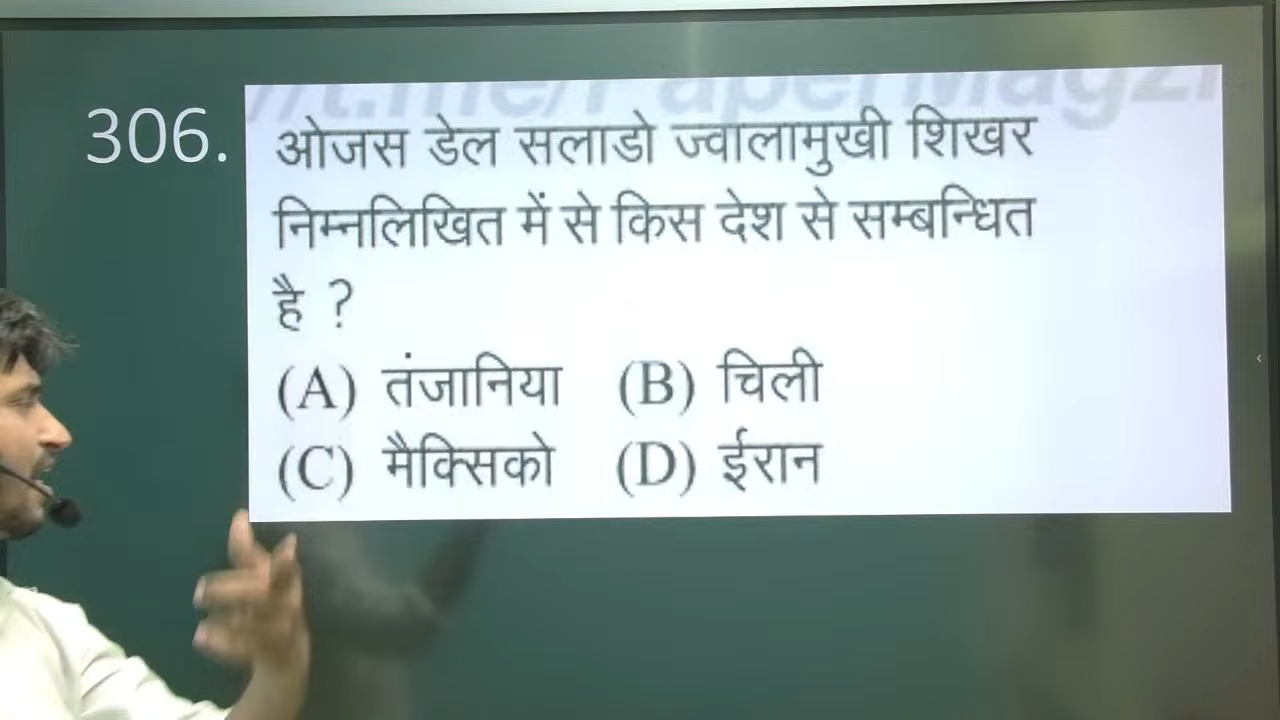 306.
ओजस डेल सलाडो ज्वालामुखी शिखर
निम्नलिखित में से किस देश से सम्बन्धित
है ?
(A) तंजानिया (B) चिली
(C) मैक्सिको (D) ईरान